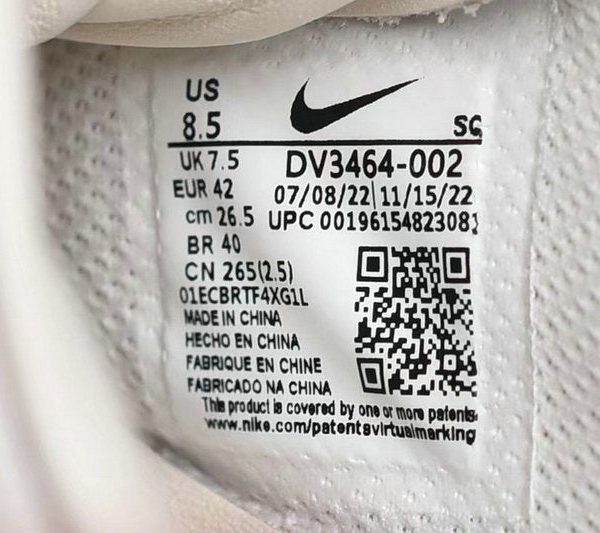 US
8.5
SC
UK 7.5
DV3464-002
EUR 42
07/08/22|11/15/22
cm 26.5
UPC 00196154823081
BR 40
CN 265(2.5)
01ECBRTF4XG1L
MADE IN CHINA
HECHO EN CHINA
FABRIQUE EN CHINE
FABRICADO NA CHINA
This product is covered by one or more patents
www.nike.com/patentsvirtualmarking